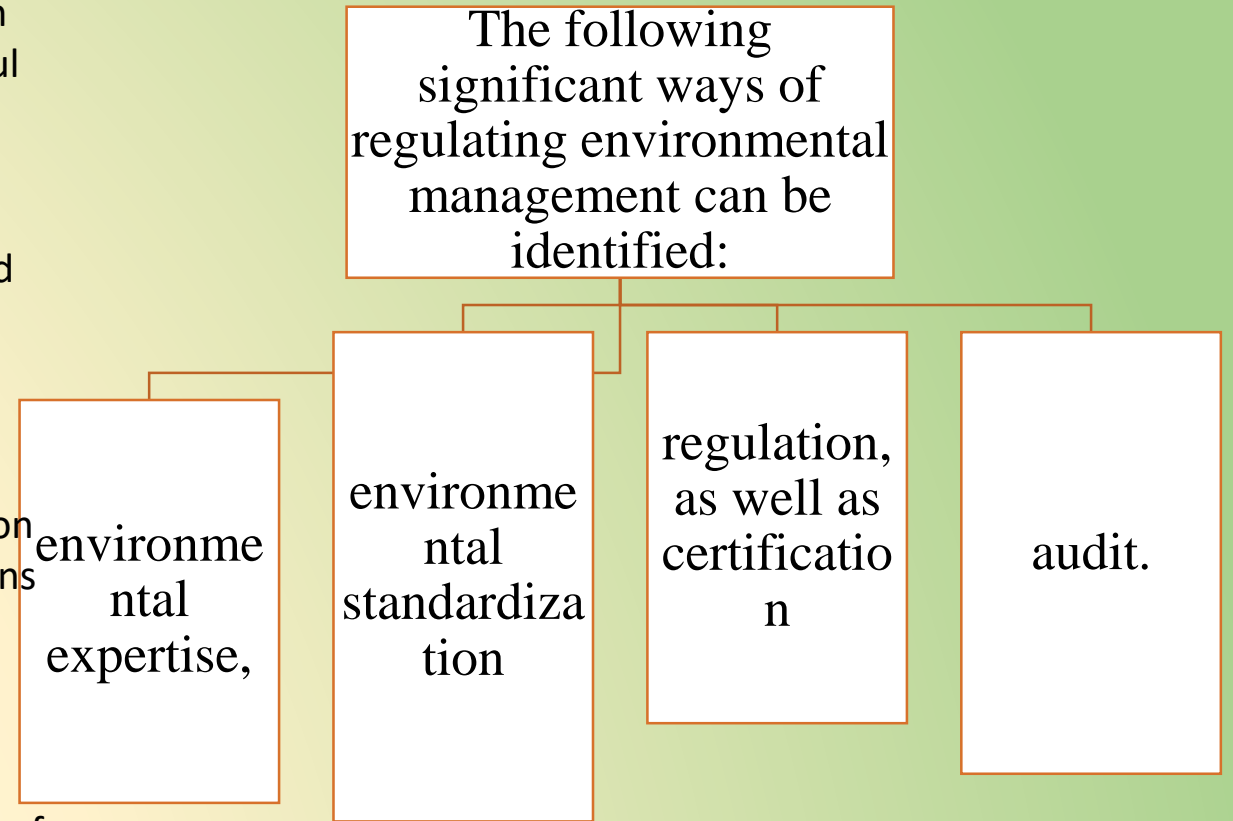 The following
significant ways of
regulating environmental
management can be
identified:
environme
ntal
expertise,
environme
ntal
standardiza
tion
regulation,
as well as
certificatio
n
audit.